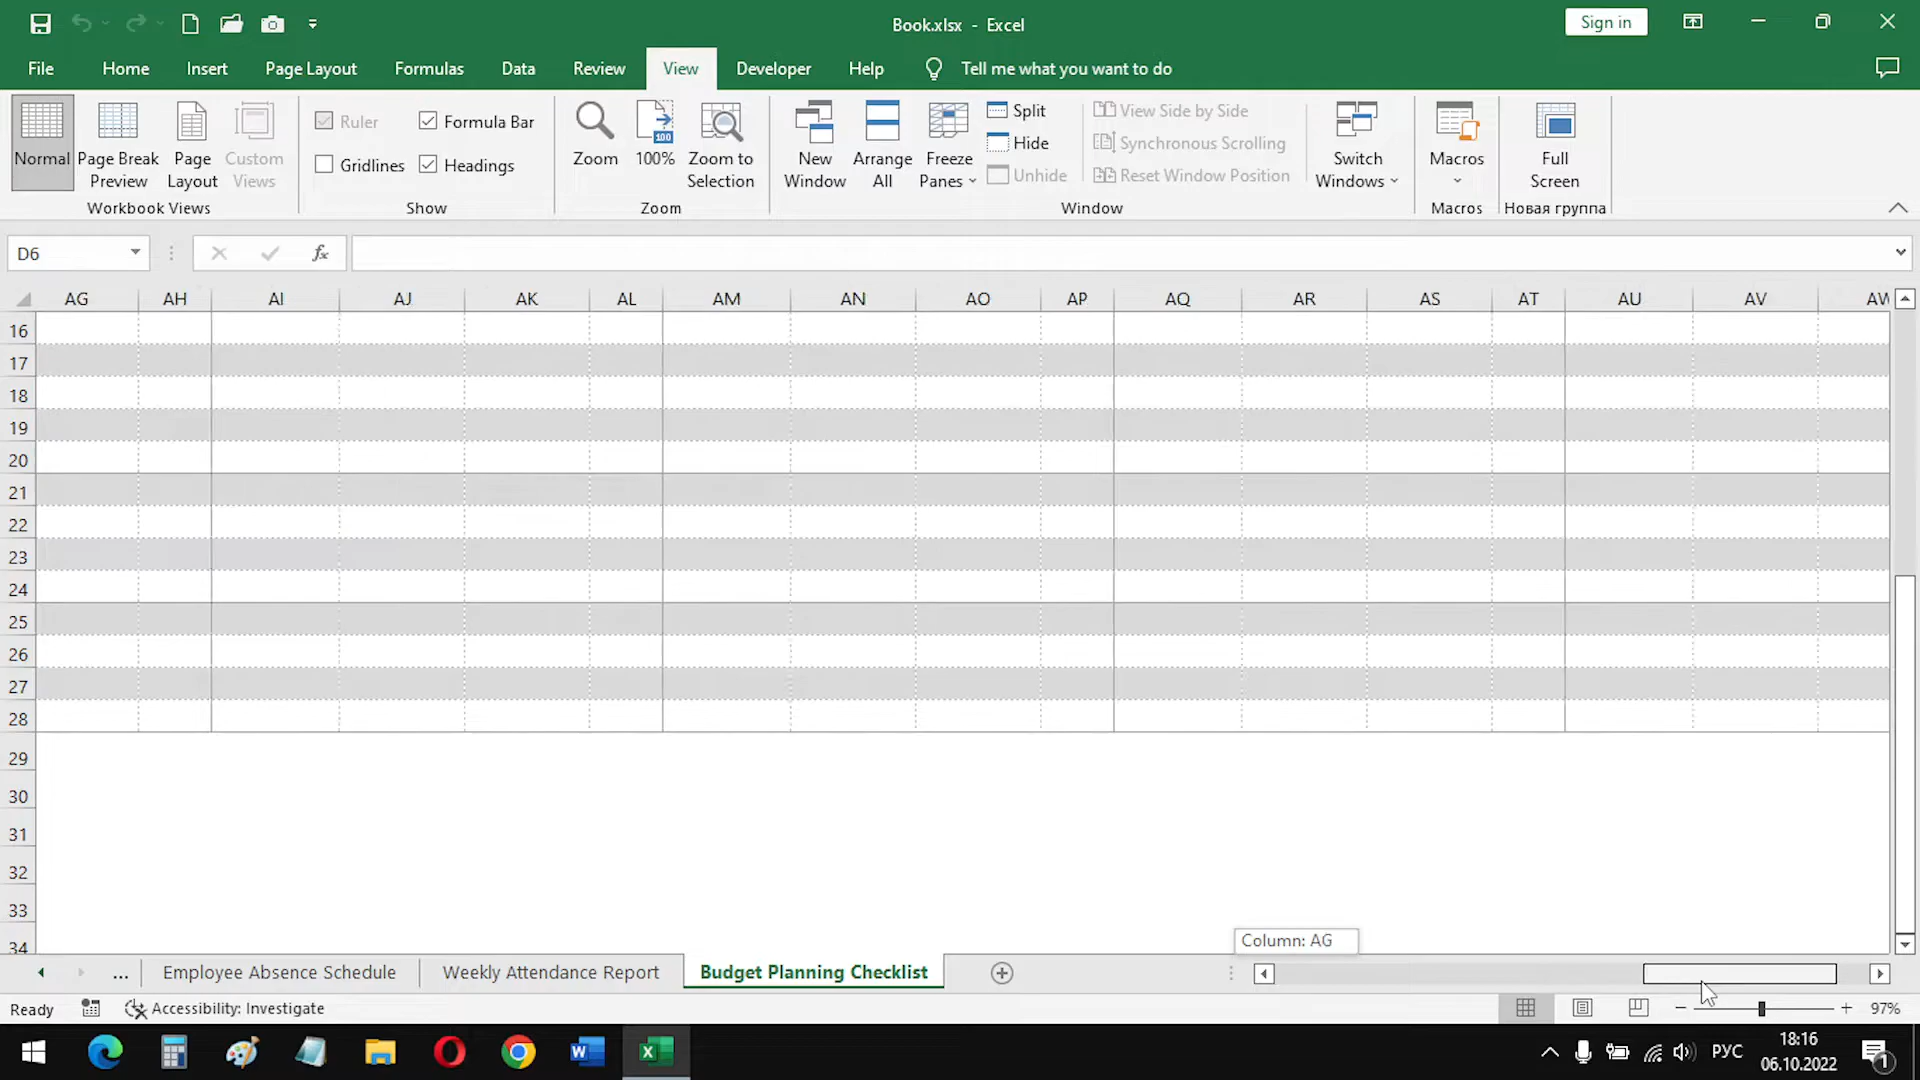 Book.xlsx - Excel
Sign in
File Home Insert Page Layout Formulas Data Review View Developer Help Tell me what you want to do
Normal
Page Break Preview
Page Layout
Custom Views
Workbook Views
Ruler
Formula Bar
Gridlines
Headings
Show
Zoom
100
100%
Zoom to Selection
Zoom
New Window
Arrange All
Freeze Panes
Split
Hide
Unhide
View Side by Side
Synchronous Scrolling
Reset Window Position
Switch Windows
Window
Macros
Macros
Full Screen
Новая группа
D6
fx
AG AH AI AJ AK AL AM AN AO AP AQ AR AS AT AU AV AW
16
17
18
19
20
21
22
23
24
25
26
27
28
29
30
31
32
33
34
Column: AG
... Employee Absence Schedule Weekly Attendance Report Budget Planning Checklist
Ready Accessibility: Investigate 97%
РУС 18:16
06.10.2022
1